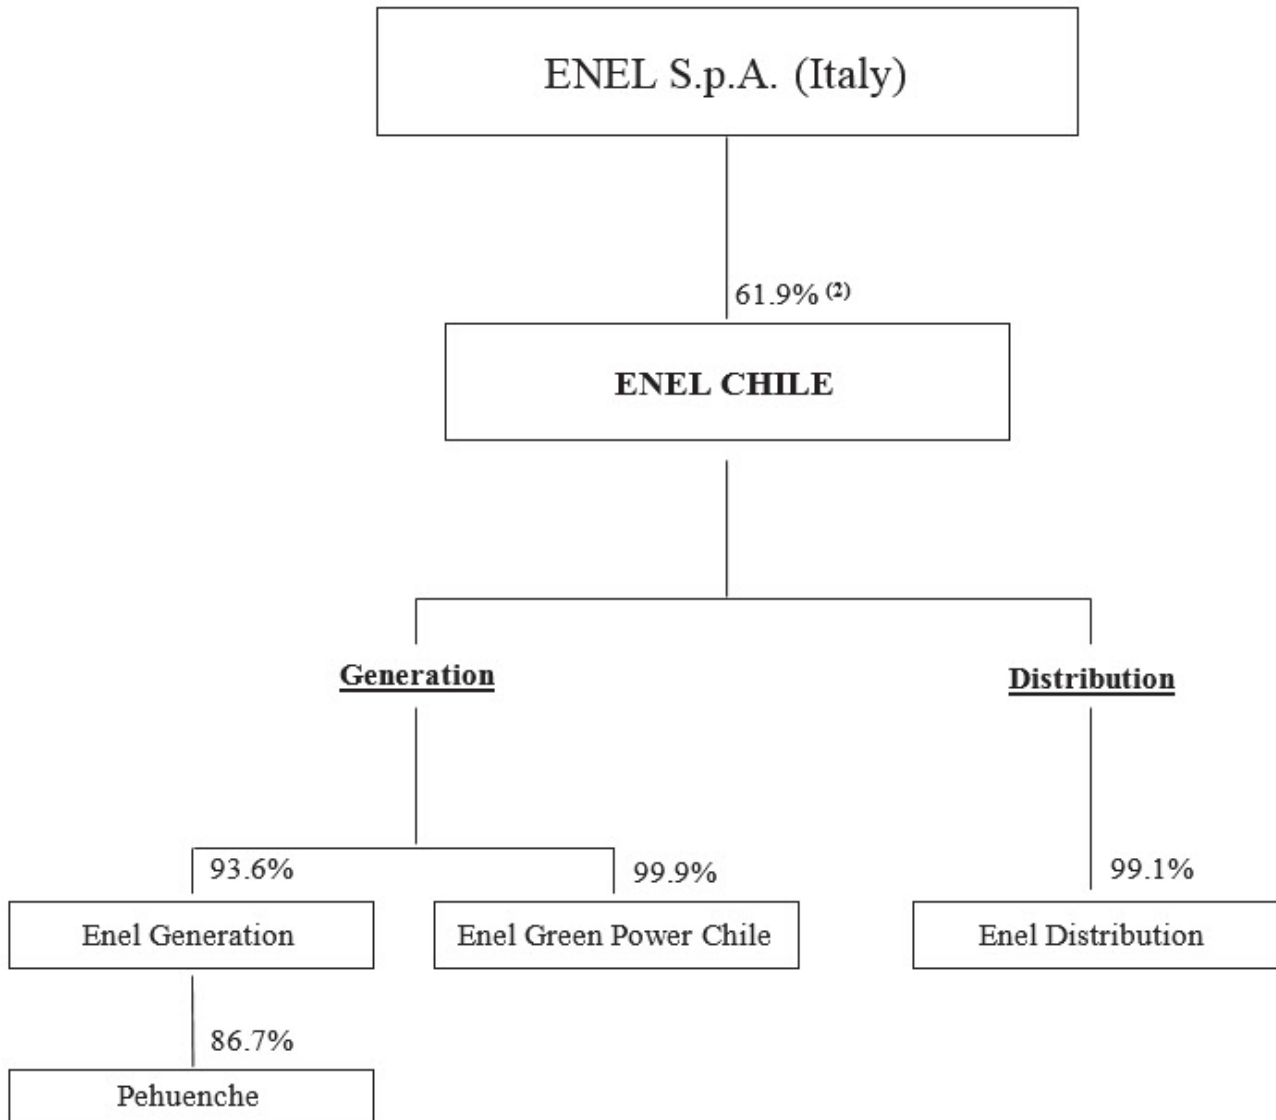 ENEL S.p.A. (Italy)
61.9% (2)
ENEL CHILE
Generation
Distribution
93.6%
99.9%
99.1%
Enel Generation
Enel Green Power Chile
Enel Distribution
86.7%
Pehuenche